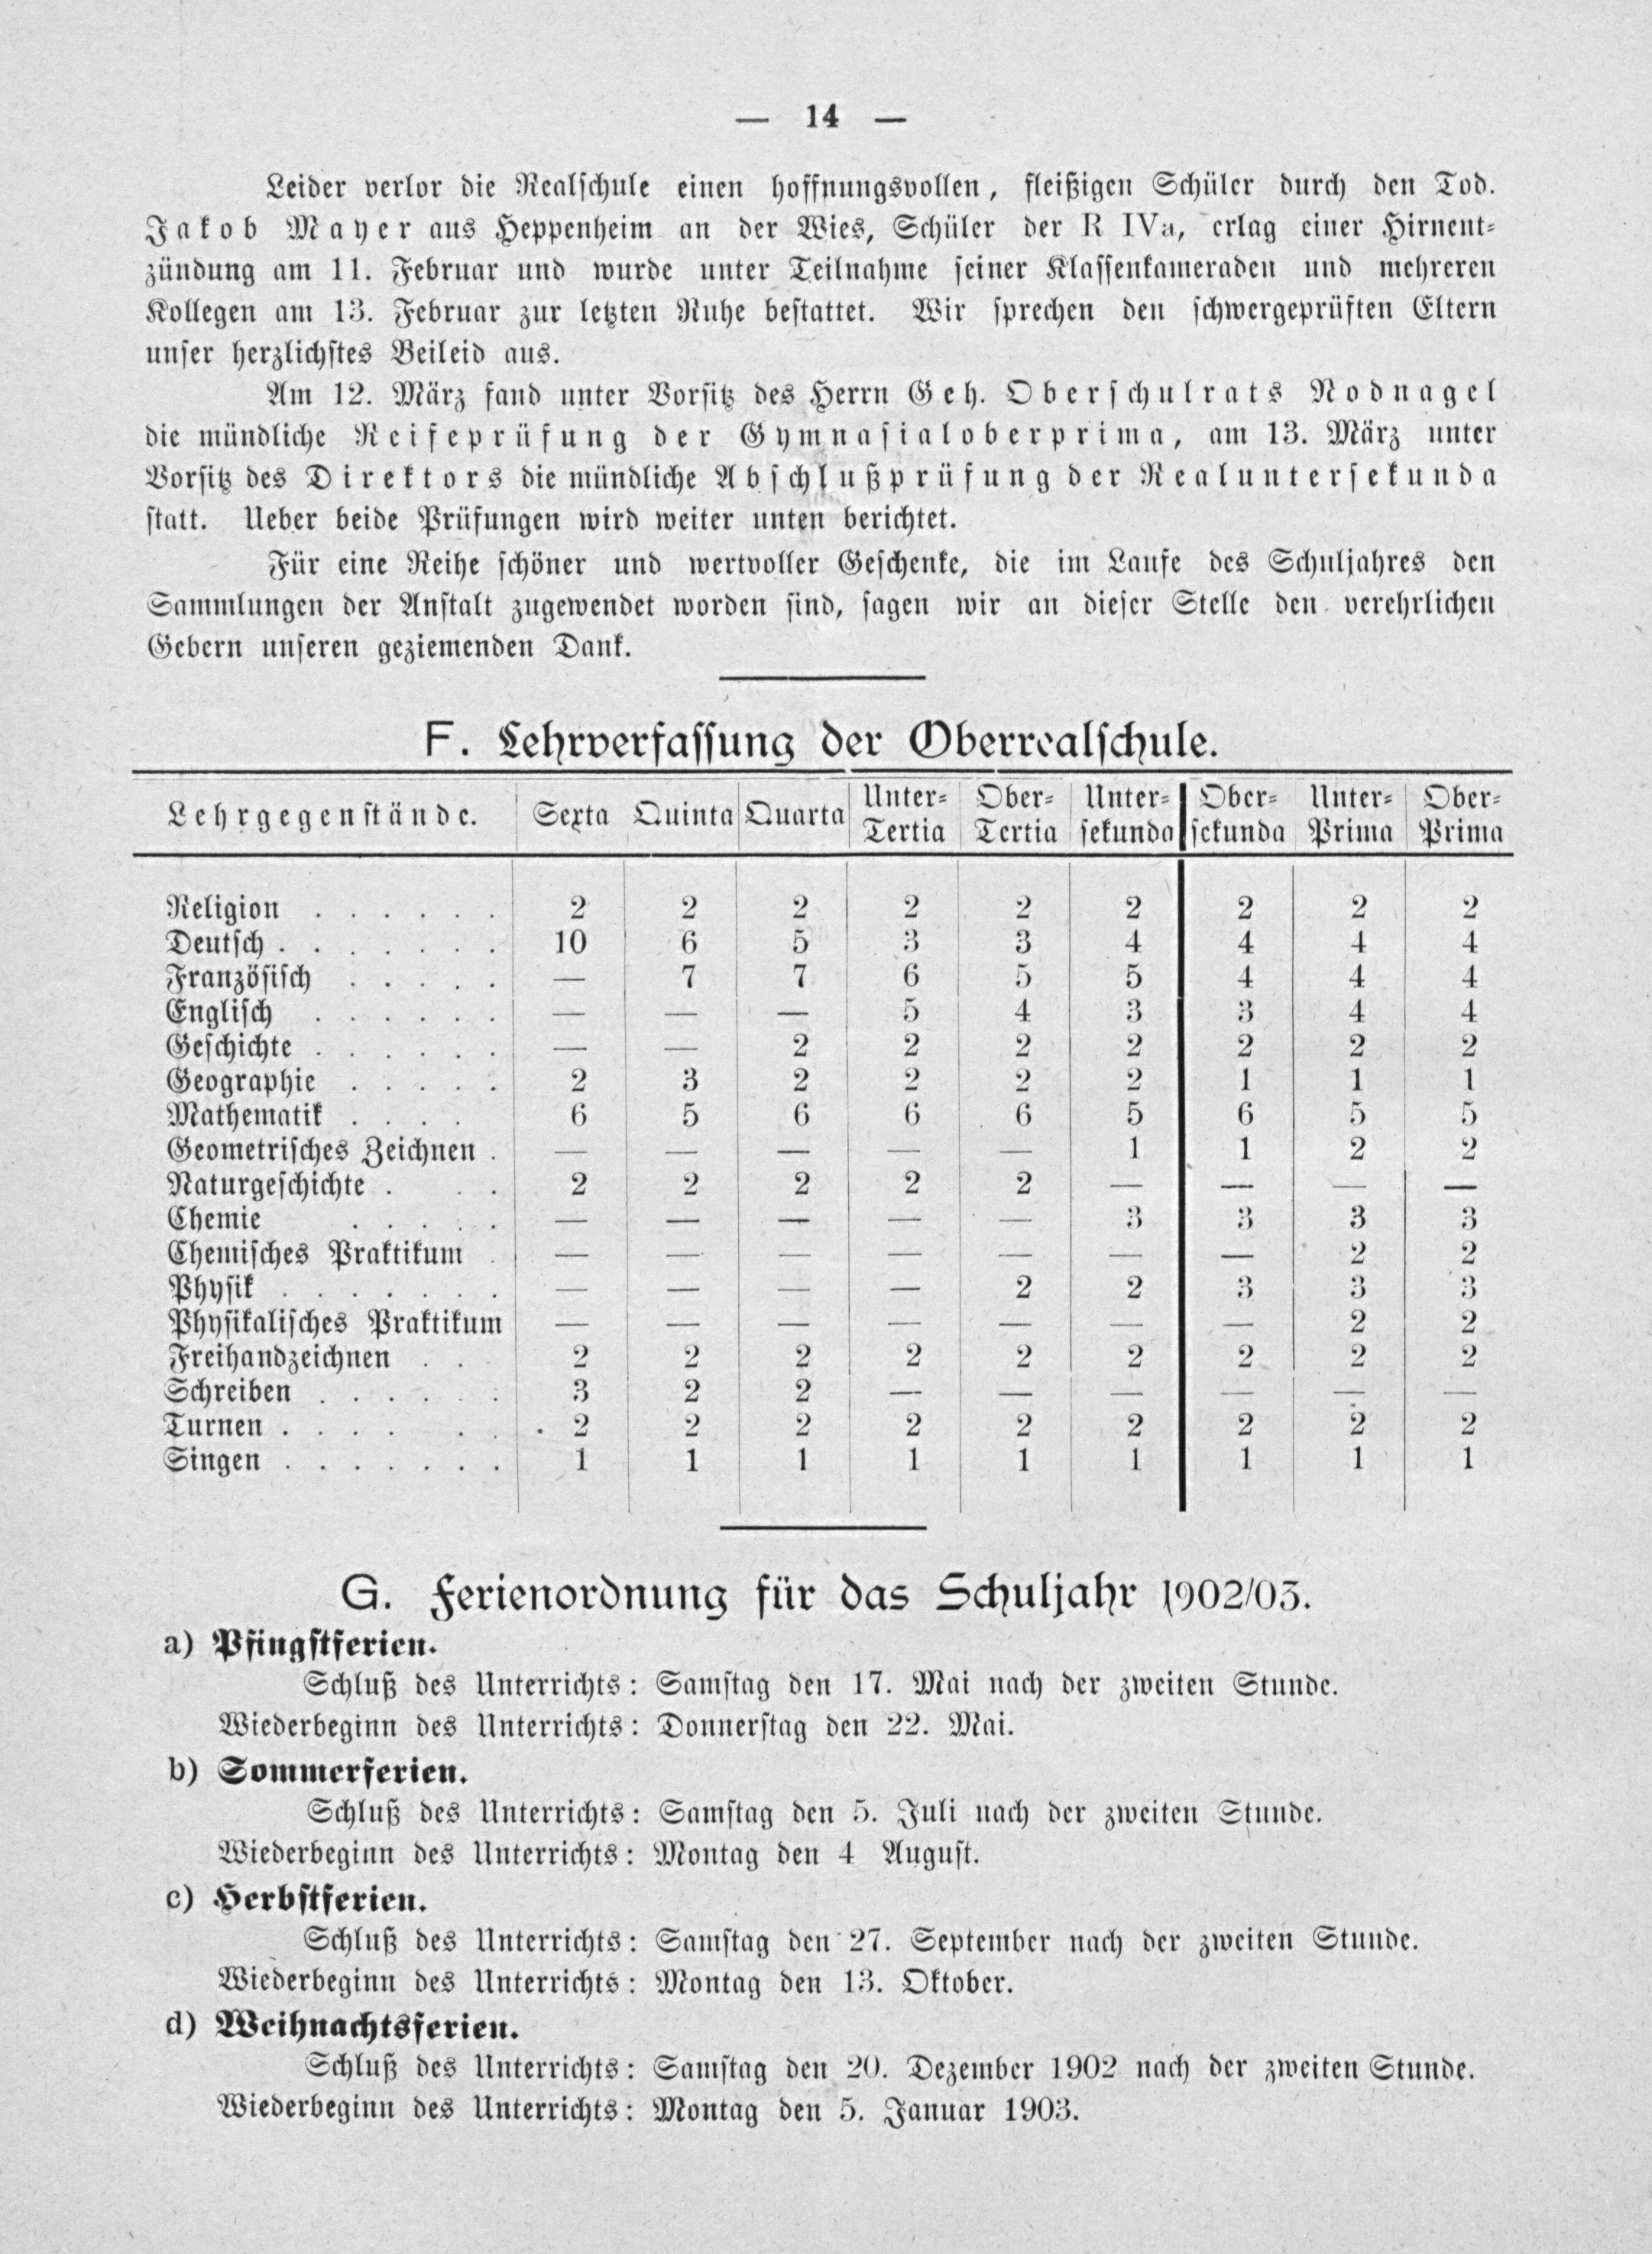 — 14 —
Leider verlor die Realschule einen hoffnungsvollen, fleißigen Schüler durch den Tod.
Jakob Mayer aus Heppenheim an der Wies, Schüler der R IVa, erlag einer Hirnent-
zündung am 11. Februar und wurde unter Teilnahme seiner Klassenkameraden und mehreren
Kollegen am 13. Februar zur letzten Ruhe bestattet. Wir sprechen den schwergeprüften Eltern
unser herzlichstes Beileid aus.
Am 12. März fand unter Vorsitz des Herrn Geh. Oberschulrats Nodnagel
die mündliche Reifeprüfung der Gymnasialoberprima, am 13. März unter
Vorsitz des Direktors die mündliche Abschlußprüfung der Realuntersekunda
statt. Ueber beide Prüfungen wird weiter unten berichtet.
Für eine Reihe schöner und wertvoller Geschenke, die im Laufe des Schuljahres den
Sammlungen der Anstalt zugewendet worden sind, sagen wir an dieser Stelle den verehrlichen
Gebern unseren geziemenden Dank.
F. Lehrverfassung der Oberrealschule.
Lehrgegenstände. Sexta Quinta Quarta Unter-Tertia Ober-Tertia Unter-sekunda Ober-sekunda Unter-Prima Ober-Prima
Religion . . . . . . 2 2 2 2 2 2 2 2 2
Deutsch . . . . . . . 10 6 5 3 3 4 4 4 4
Französisch . . . . . — 7 7 6 5 5 4 4 4
Englisch . . . . . . — — — 5 4 3 3 4 4
Geschichte . . . . . . — — 2 2 2 2 2 2 2
Geographie . . . . . 2 3 2 2 2 2 1 1 1
Mathematik . . . . 6 5 6 6 6 5 6 5 5
Geometrisches Zeichnen . — — — — — 1 1 2 2
Naturgeschichte . . . 2 2 2 2 2 — — — —
Chemie . . . . . — — — — — 3 3 3 3
Chemisches Praktikum . — — — — — — — 2 2
Physik . . . . . . . — — — — 2 2 3 3 3
Physikalisches Praktikum — — — — — — — 2 2
Freihandzeichnen . . 2 2 2 2 2 2 2 2 2
Schreiben . . . . . . 3 2 2 — — — — — —
Turnen . . . . . . . 2 2 2 2 2 2 2 2 2
Singen . . . . . . . 1 1 1 1 1 1 1 1 1
G. Ferienordnung für das Schuljahr 1902/03.
a) Pfingstferien.
Schluß des Unterrichts: Samstag den 17. Mai nach der zweiten Stunde.
Wiederbeginn des Unterrichts: Donnerstag den 22. Mai.
b) Sommerferien.
Schluß des Unterrichts: Samstag den 5. Juli nach der zweiten Stunde.
Wiederbeginn des Unterrichts: Montag den 4 August.
c) Herbstferien.
Schluß des Unterrichts: Samstag den 27. September nach der zweiten Stunde.
Wiederbeginn des Unterrichts: Montag den 13. Oktober.
d) Weihnachtsferien.
Schluß des Unterrichts: Samstag den 20. Dezember 1902 nach der zweiten Stunde.
Wiederbeginn des Unterrichts: Montag den 5. Januar 1903.